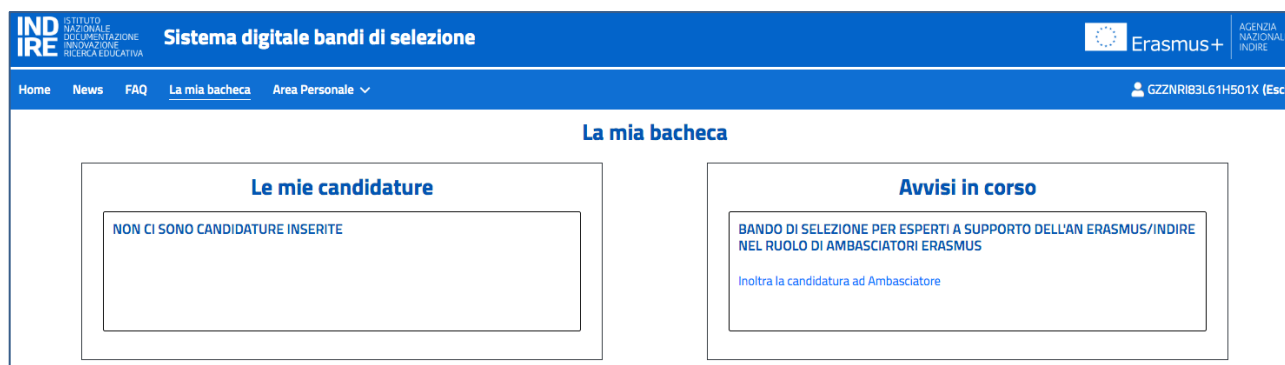 IND
IRE
ISTITUTO
NAZIONALE
DOCUMENTAZIONE
INNOVAZIONE
RICERCA EDUCATIVA
Sistema digitale bandi di selezione
Erasmus+
AGENZIA
NAZIONAL
INDIRE
Home News FAQ La mia bacheca Area Personale
GZZNRI83L61H501X (Esc
La mia bacheca
Le mie candidature
NON CI SONO CANDIDATURE INSERITE
Avvisi in corso
BANDO DI SELEZIONE PER ESPERTI A SUPPORTO DELL'AN ERASMUS/INDIRE
NEL RUOLO DI AMBASCIATORI ERASMUS
Inoltra la candidatura ad Ambasciatore